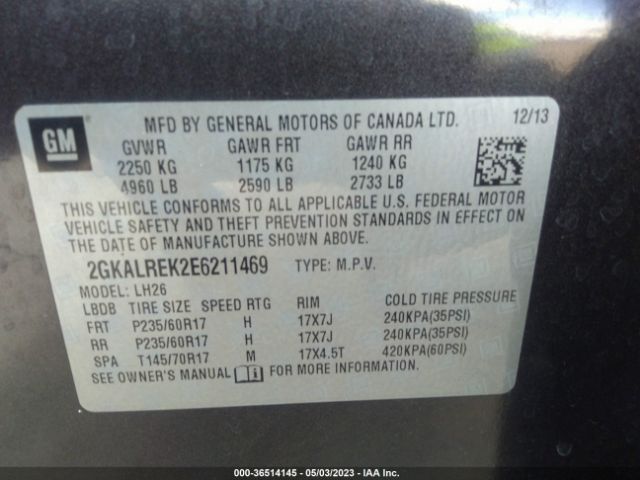 GM
MFD BY GENERAL MOTORS OF CANADA LTD. 12/13
GVWR GAWR FRT GAWR RR
2250 KG 1175 KG 1240 KG
4960 LB 2590 LB 2733 LB
THIS VEHICLE CONFORMS TO ALL APPLICABLE U.S. FEDERAL MOTOR
VEHICLE SAFETY AND THEFT PREVENTION STANDARDS IN EFFECT ON
THE DATE OF MANUFACTURE SHOWN ABOVE.
2GKALREK2E6211469 TYPE: M.P.V.
MODEL: LH26
LBDB TIRE SIZE SPEED RTG RIM COLD TIRE PRESSURE
FRT P235/60R17 H 17X7J 240KPA(35PSI)
RR P235/60R17 H 17X7J 240KPA(35PSI)
SPA T145/70R17 M 17X4.5T 420KPA(60PSI)
SEE OWNER'S MANUAL FOR MORE INFORMATION.
000-36514145 - 05/03/2023 - IAA Inc.